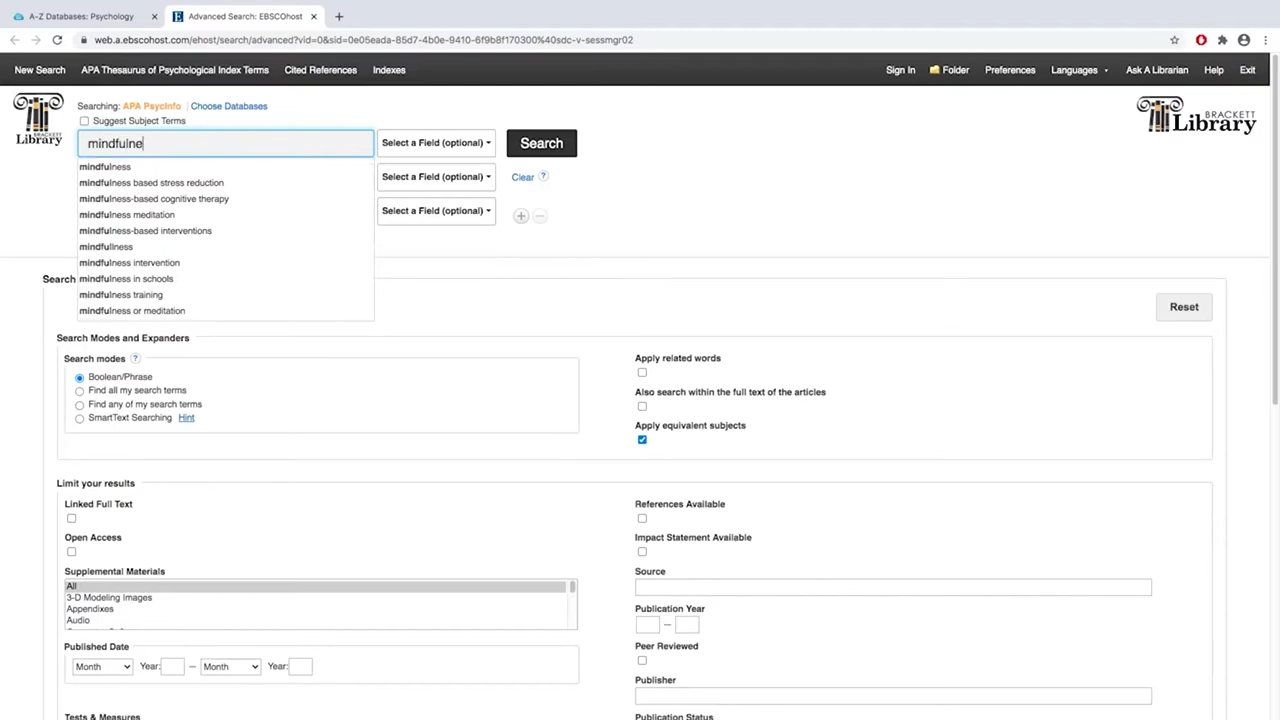 A-Z Databases: Psychology
Advanced Search: EBSCOhost
web.a.ebscohost.com/ehost/search/advanced?vid=0&sid=0e05eada-85d7-4b0e-9410-6f9b8f170300%40sdc-v-sessmgr02
New Search APA Thesaurus of Psychological Index Terms Cited References Indexes Sign In Folder Preferences Languages Ask A Librarian Help Exit
BRACKETT
Library
Searching: APA PsycInfo | Choose Databases
Suggest Subject Terms
BRACKETT
Library
mindfulne
Select a Field (optional)
Search
mindfulness
mindfulness based stress reduction
mindfulness-based cognitive therapy
mindfulness meditation
mindfulness-based interventions
mindfullness
mindfulness intervention
mindfulness in schools
mindfulness training
mindfulness or meditation
Select a Field (optional)
Clear ?
Select a Field (optional)
Search
Reset
Search Modes and Expanders
Search modes ?
Boolean/Phrase
Find all my search terms
Find any of my search terms
SmartText Searching Hint
Apply related words
Also search within the full text of the articles
Apply equivalent subjects
Limit your results
Linked Full Text
Open Access
Supplemental Materials
All
3-D Modeling Images
Appendixes
Audio
Published Date
Month Year: – Month Year:
References Available
Impact Statement Available
Source
Publication Year
–
Peer Reviewed
Publisher
Tests & Measures
Publication Status